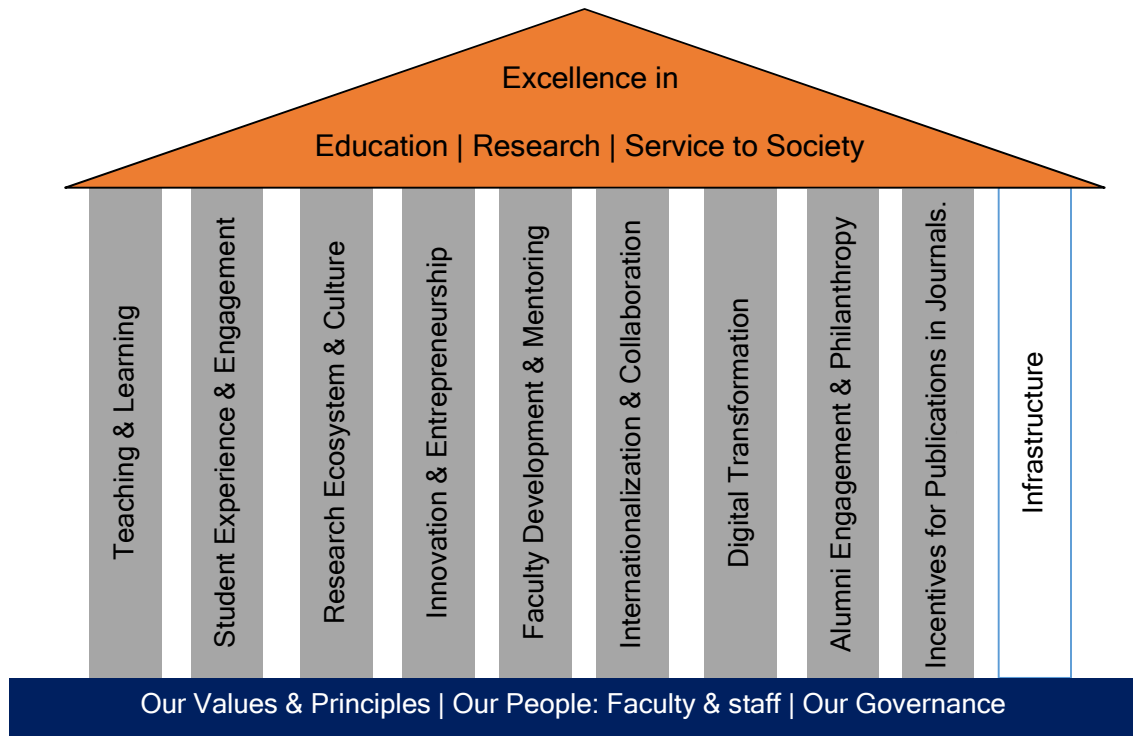 Excellence in
Education | Research | Service to Society
Teaching & Learning
Student Experience & Engagement
Research Ecosystem & Culture
Innovation & Entrepreneurship
Faculty Development & Mentoring
Internationalization & Collaboration
Digital Transformation
Alumni Engagement & Philanthropy
Incentives for Publications in Journals.
Infrastructure
Our Values & Principles | Our People: Faculty & staff | Our Governance